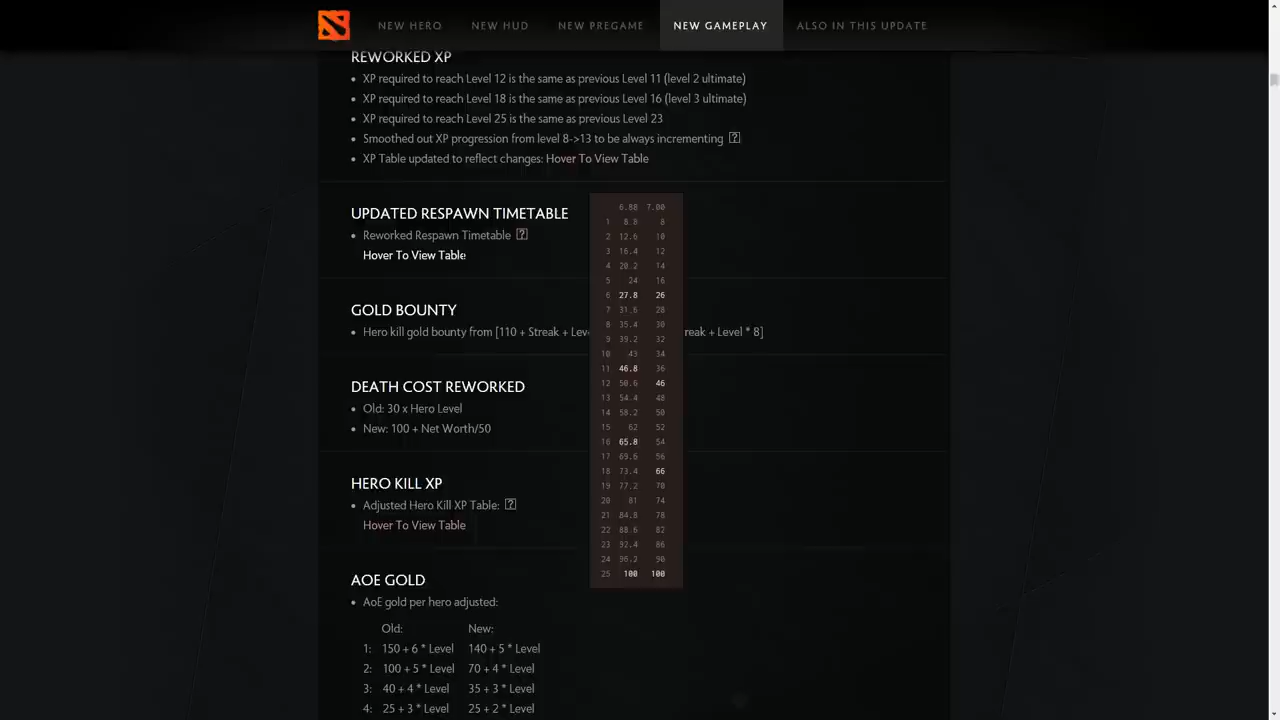 NEW HERO NEW HUD NEW PREGAME NEW GAMEPLAY ALSO IN THIS UPDATE
REWORKED XP
• XP required to reach Level 12 is the same as previous Level 11 (level 2 ultimate)
• XP required to reach Level 18 is the same as previous Level 16 (level 3 ultimate)
• XP required to reach Level 25 is the same as previous Level 23
• Smoothed out XP progression from level 8->13 to be always incrementing [?]
• XP Table updated to reflect changes: Hover To View Table
UPDATED RESPAWN TIMETABLE
• Reworked Respawn Timetable [?]
Hover To View Table
6.88 7.00
1 8.8 8
2 12.6 10
3 16.4 12
4 20.2 14
5 24 16
6 27.8 26
7 31.6 28
8 35.4 30
9 39.2 32
10 43 34
11 46.8 36
12 50.6 46
13 54.4 48
14 58.2 50
15 62 52
16 65.8 54
17 69.6 56
18 73.4 66
19 77.2 70
20 81 74
21 84.8 78
22 88.6 82
23 92.4 86
24 96.2 90
25 100 100
GOLD BOUNTY
• Hero kill gold bounty from [110 + Streak + Leve reak + Level * 8]
DEATH COST REWORKED
• Old: 30 x Hero Level
• New: 100 + Net Worth/50
HERO KILL XP
• Adjusted Hero Kill XP Table: [?]
Hover To View Table
AOE GOLD
• AoE gold per hero adjusted:
Old: New:
1: 150 + 6 * Level 140 + 5 * Level
2: 100 + 5 * Level 70 + 4 * Level
3: 40 + 4 * Level 35 + 3 * Level
4: 25 + 3 * Level 25 + 2 * Level